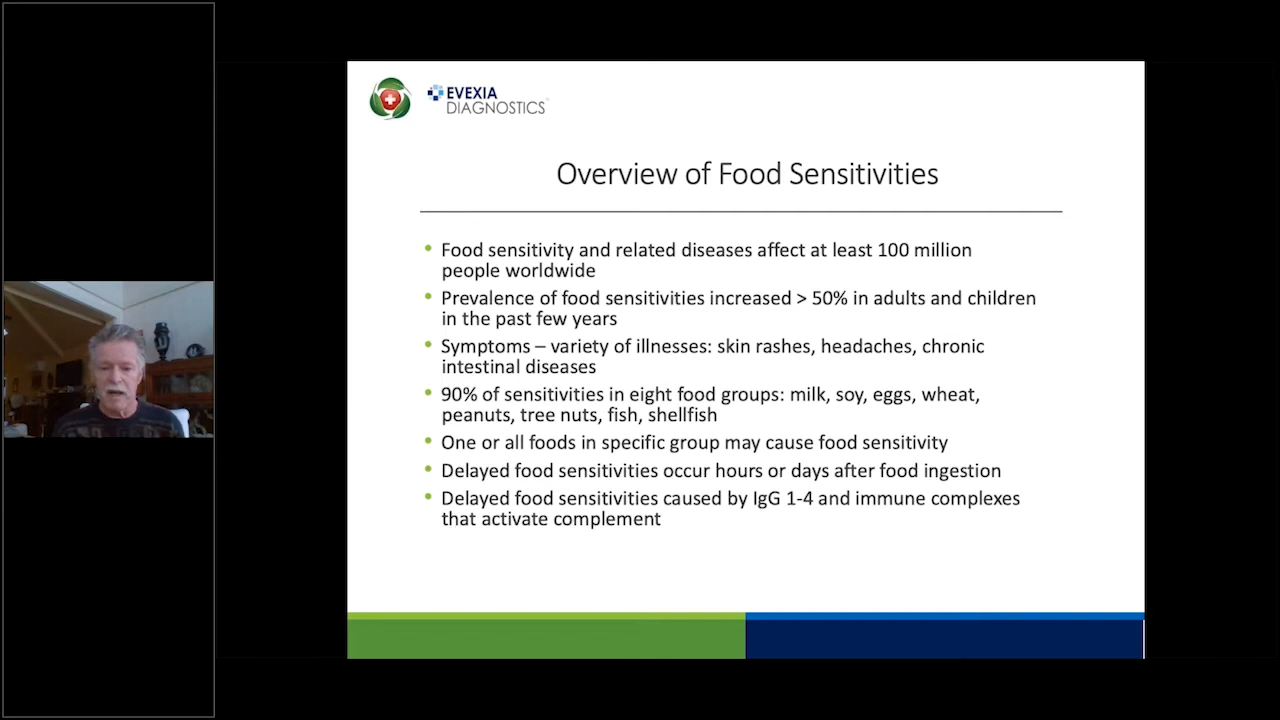 EVEXIA
DIAGNOSTICS
Overview of Food Sensitivities
• Food sensitivity and related diseases affect at least 100 million
people worldwide
• Prevalence of food sensitivities increased > 50% in adults and children
in the past few years
• Symptoms – variety of illnesses: skin rashes, headaches, chronic
intestinal diseases
• 90% of sensitivities in eight food groups: milk, soy, eggs, wheat,
peanuts, tree nuts, fish, shellfish
• One or all foods in specific group may cause food sensitivity
• Delayed food sensitivities occur hours or days after food ingestion
• Delayed food sensitivities caused by IgG 1-4 and immune complexes
that activate complement